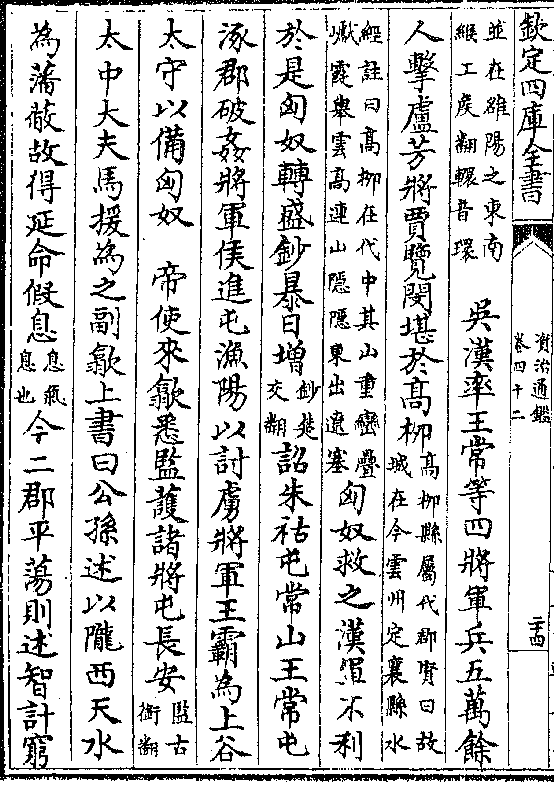 欽定四庫全書
資治通鑑
卷四十二
二十四
並在雒陽之東南
緱工侯翻轘音環
吳漢率王常等四將軍兵五萬餘
人擊盧芳將賈覽閔堪於高栁
高栁縣屬代郡賢曰故
城在今雲州定襄縣水
經註曰高栁在代中其山重巒疊
巘霞舉雲高連山隱隱東出遼塞
匈奴救之漢軍不利
於是匈奴轉盛鈔暴日增
鈔楚
交翻
詔朱祜屯常山王常屯
涿郡破姦將軍侯進屯漁陽以討虜將軍王霸為上谷
太守以備匈奴　帝使來歙悉監護諸將屯長安
監古
銜翻
太中大夫馬援為之副歙上書曰公孫述以隴西天水
為藩蔽故得延命假息
息氣
息也
今二郡平蕩則述智計窮